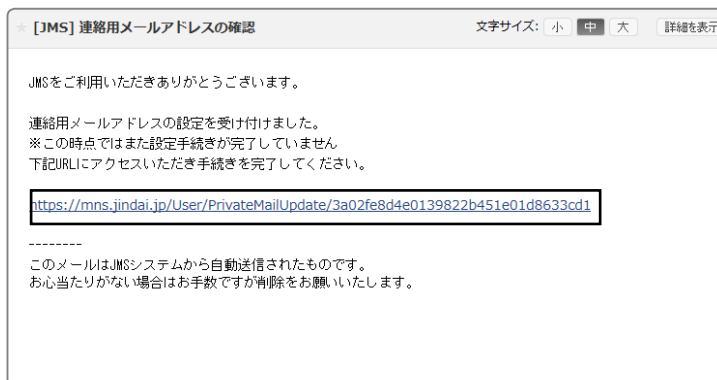 [JMS] 連絡用メールアドレスの確認
文字サイズ: 小 中 大 詳細を表示
JMSをご利用いただきありがとうございます。
連絡用メールアドレスの設定を受け付けました。
※この時点ではまた設定手続きが完了していません
下記URLにアクセスいただき手続きを完了してください。
https://mns.jindai.jp/User/PrivateMailUpdate/3a02fe8d4e0139822b451e01d8633cd1
--------
このメールはJMSシステムから自動送信されたものです。
お心当たりがない場合はお手数ですが削除をお願いいたします。